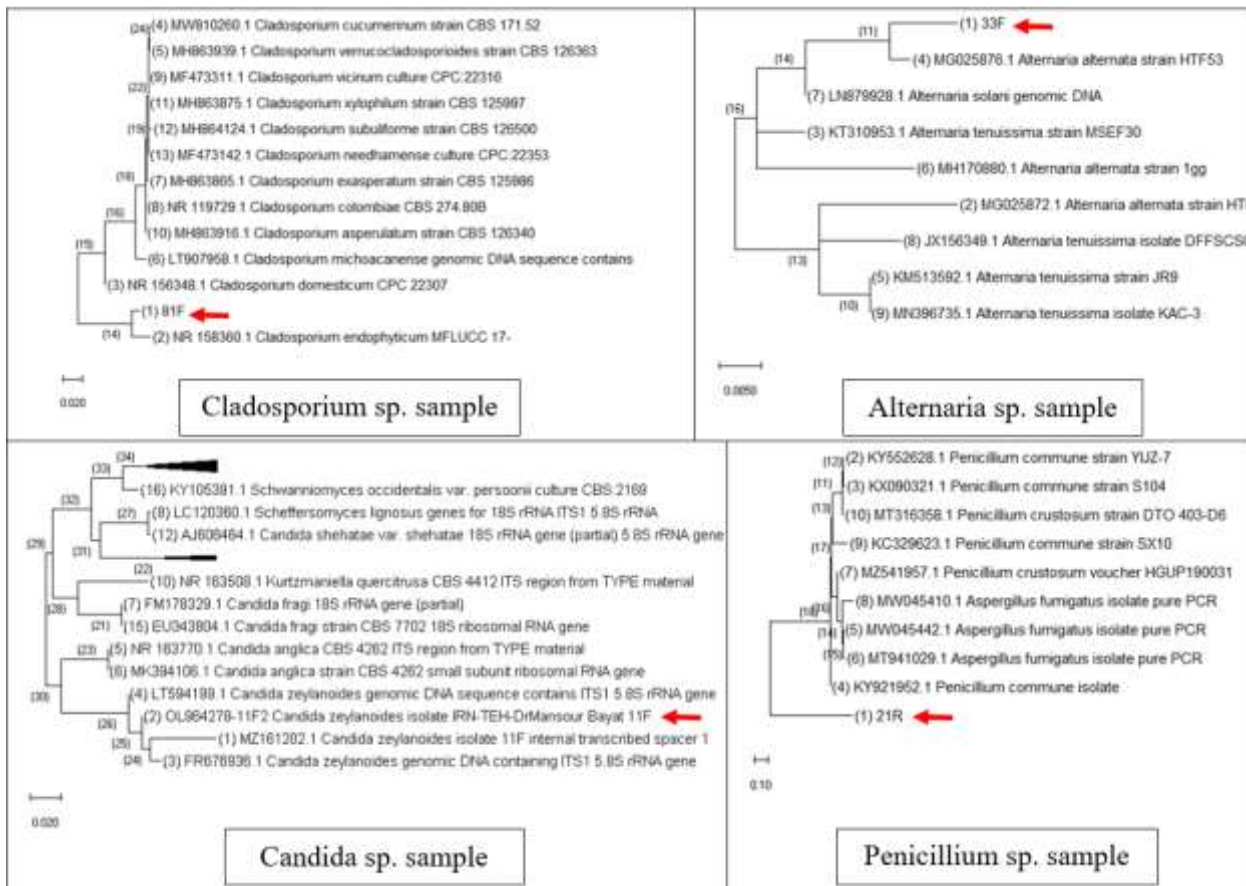 (24)
(4) MW810260.1 Cladosporium cucumerinum strain CBS 171.52
(5) MH863939.1 Cladosporium verrucocladosporioides strain CBS 126363
(9) MF473311.1 Cladosporium vicinum culture CPC:22316
(22)
(11) MH863875.1 Cladosporium xylophilum strain CBS 125997
(19)
(12) MH864124.1 Cladosporium subuliforme strain CBS 126500
(13) MF473142.1 Cladosporium needhamense culture CPC:22353
(18)
(7) MH863865.1 Cladosporium exasperatum strain CBS 125986
(8) NR 119729.1 Cladosporium colombiae CBS 274.80B
(16)
(10) MH863916.1 Cladosporium asperulatum strain CBS 126340
(15)
(6) LT907958.1 Cladosporium michoacanense genomic DNA sequence contains
(3) NR 156348.1 Cladosporium domesticum CPC 22307
(1) 81F
(14)
(2) NR 158360.1 Cladosporium endophyticum MFLUCC 17-
0.020
Cladosporium sp. sample
(1) 33F
(11)
(4) MG025876.1 Alternaria alternata strain HTF53
(14)
(7) LN879928.1 Alternaria solani genomic DNA
(16)
(3) KT310953.1 Alternaria tenuissima strain MSEF30
(6) MH170880.1 Alternaria alternata strain 1gg
(2) MG025872.1 Alternaria alternata strain HT
(8) JX156349.1 Alternaria tenuissima isolate
(13)
(5) KM513592.1 Alternaria tenuissima strain JR9
(10)
(9) MN396735.1 Alternaria tenuissima isolate KAC-3
0.0050
Alternaria sp. sample
(34)
(33)
(16) KY105391.1 Schwanniomyces occidentalis var. persoonii culture CBS 2169
(32)
(27)
(8) LC120360.1 Scheffersomyces lignosus genes for 18S rRNA ITS1 5.8S rRNA
(12) AJ606464.1 Candida shehatae var. shehatae 18S rRNA gene (partial) 5.8S rRNA gene
(29)
(31)
(22)
(10) NR 163508.1 Kurtzmaniella quercitrusa CBS 4412 ITS region from TYPE material
(28)
(7) FM178329.1 Candida fragi 18S rRNA gene (partial)
(21)
(15) EU343804.1 Candida fragi strain CBS 7702 18S ribosomal RNA gene
(23)
(5) NR 163770.1 Candida anglica CBS 4262 ITS region from TYPE material
(6) MK394106.1 Candida anglica strain CBS 4262 small subunit ribosomal RNA gene
(30)
(4) LT594199.1 Candida zeylanoides genomic DNA sequence contains ITS1 5.8S rRNA gene
(26)
(2) OL964278-11F2 Candida zeylanoides isolate IRN-TEH-DrMansour Bayat 11F
(25)
(1) MZ161202.1 Candida zeylanoides isolate 11F internal transcribed spacer 1
(24)
(3) FR676936.1 Candida zeylanoides genomic DNA containing ITS1 5.8S rRNA gene
0.020
Candida sp. sample
(12)
(2) KY552628.1 Penicillium commune strain YIJZ-7
(11)
(3) KX090321.1 Penicillium commune strain S104
(13)
(10) MT316358.1 Penicillium crustosum strain DTO 403-D6
(17)
(9) KC329623.1 Penicillium commune strain SX10
(7) MZ541957.1 Penicillium crustosum voucher HGUP190031
(8) MW045410.1 Aspergillus fumigatus isolate pure PCR
(14)
(5) MW045442.1 Aspergillus fumigatus isolate pure PCR
(15)
(6) MT941029.1 Aspergillus fumigatus isolate pure PCR
(4) KY921952.1 Penicillium commune isolate
(1) 21R
0.10
Penicillium sp. sample